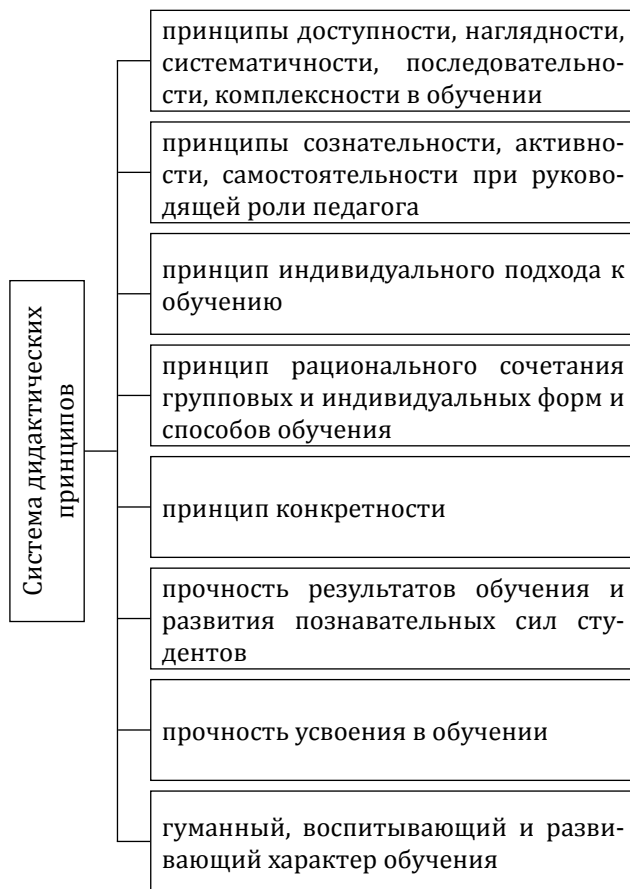 Система дидактических
принципов
принципы доступности, наглядности,
систематичности, последовательно-
сти, комплексности в обучении
принципы сознательности, активно-
сти, самостоятельности при руково-
дящей роли педагога
принцип индивидуального подхода к
обучению
принцип рационального сочетания
групповых и индивидуальных форм и
способов обучения
принцип конкретности
прочность результатов обучения и
развития познавательных сил сту-
дентов
прочность усвоения в обучении
гуманный, воспитывающий и разви-
вающий характер обучения